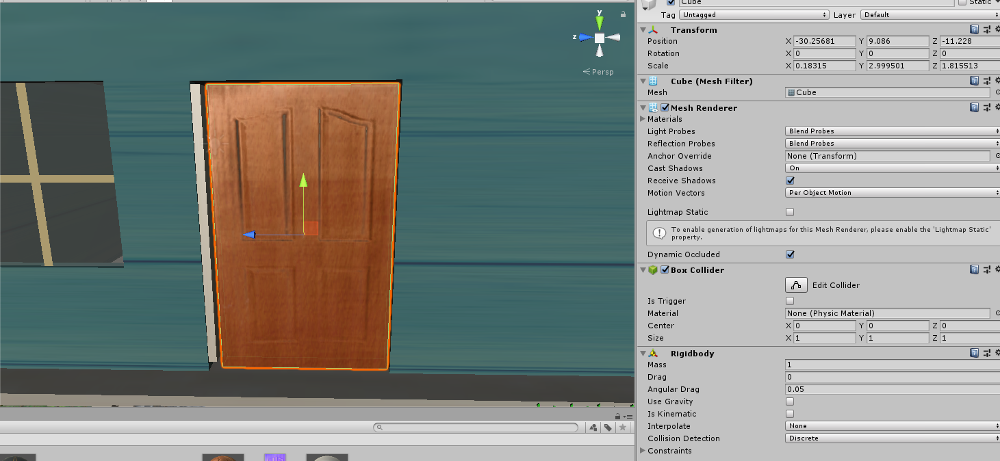 Cube
Static
Tag Untagged Layer Default
y
z
Persp
Transform
Position X -30.25681 Y 9.086 Z -11.228
Rotation X 0 Y 0 Z 0
Scale X 0.18315 Y 2.999501 Z 1.815513
Cube (Mesh Filter)
Mesh Cube
Mesh Renderer
Materials
Light Probes Blend Probes
Reflection Probes Blend Probes
Anchor Override None (Transform)
Cast Shadows On
Receive Shadows
Motion Vectors Per Object Motion
Lightmap Static
To enable generation of lightmaps for this Mesh Renderer, please enable the 'Lightmap Static'
property.
Dynamic Occluded
Box Collider
Edit Collider
Is Trigger
Material None (Physic Material)
Center X 0 Y 0 Z 0
Size X 1 Y 1 Z 1
Rigidbody
Mass 1
Drag 0
Angular Drag 0.05
Use Gravity
Is Kinematic
Interpolate None
Collision Detection Discrete
Constraints